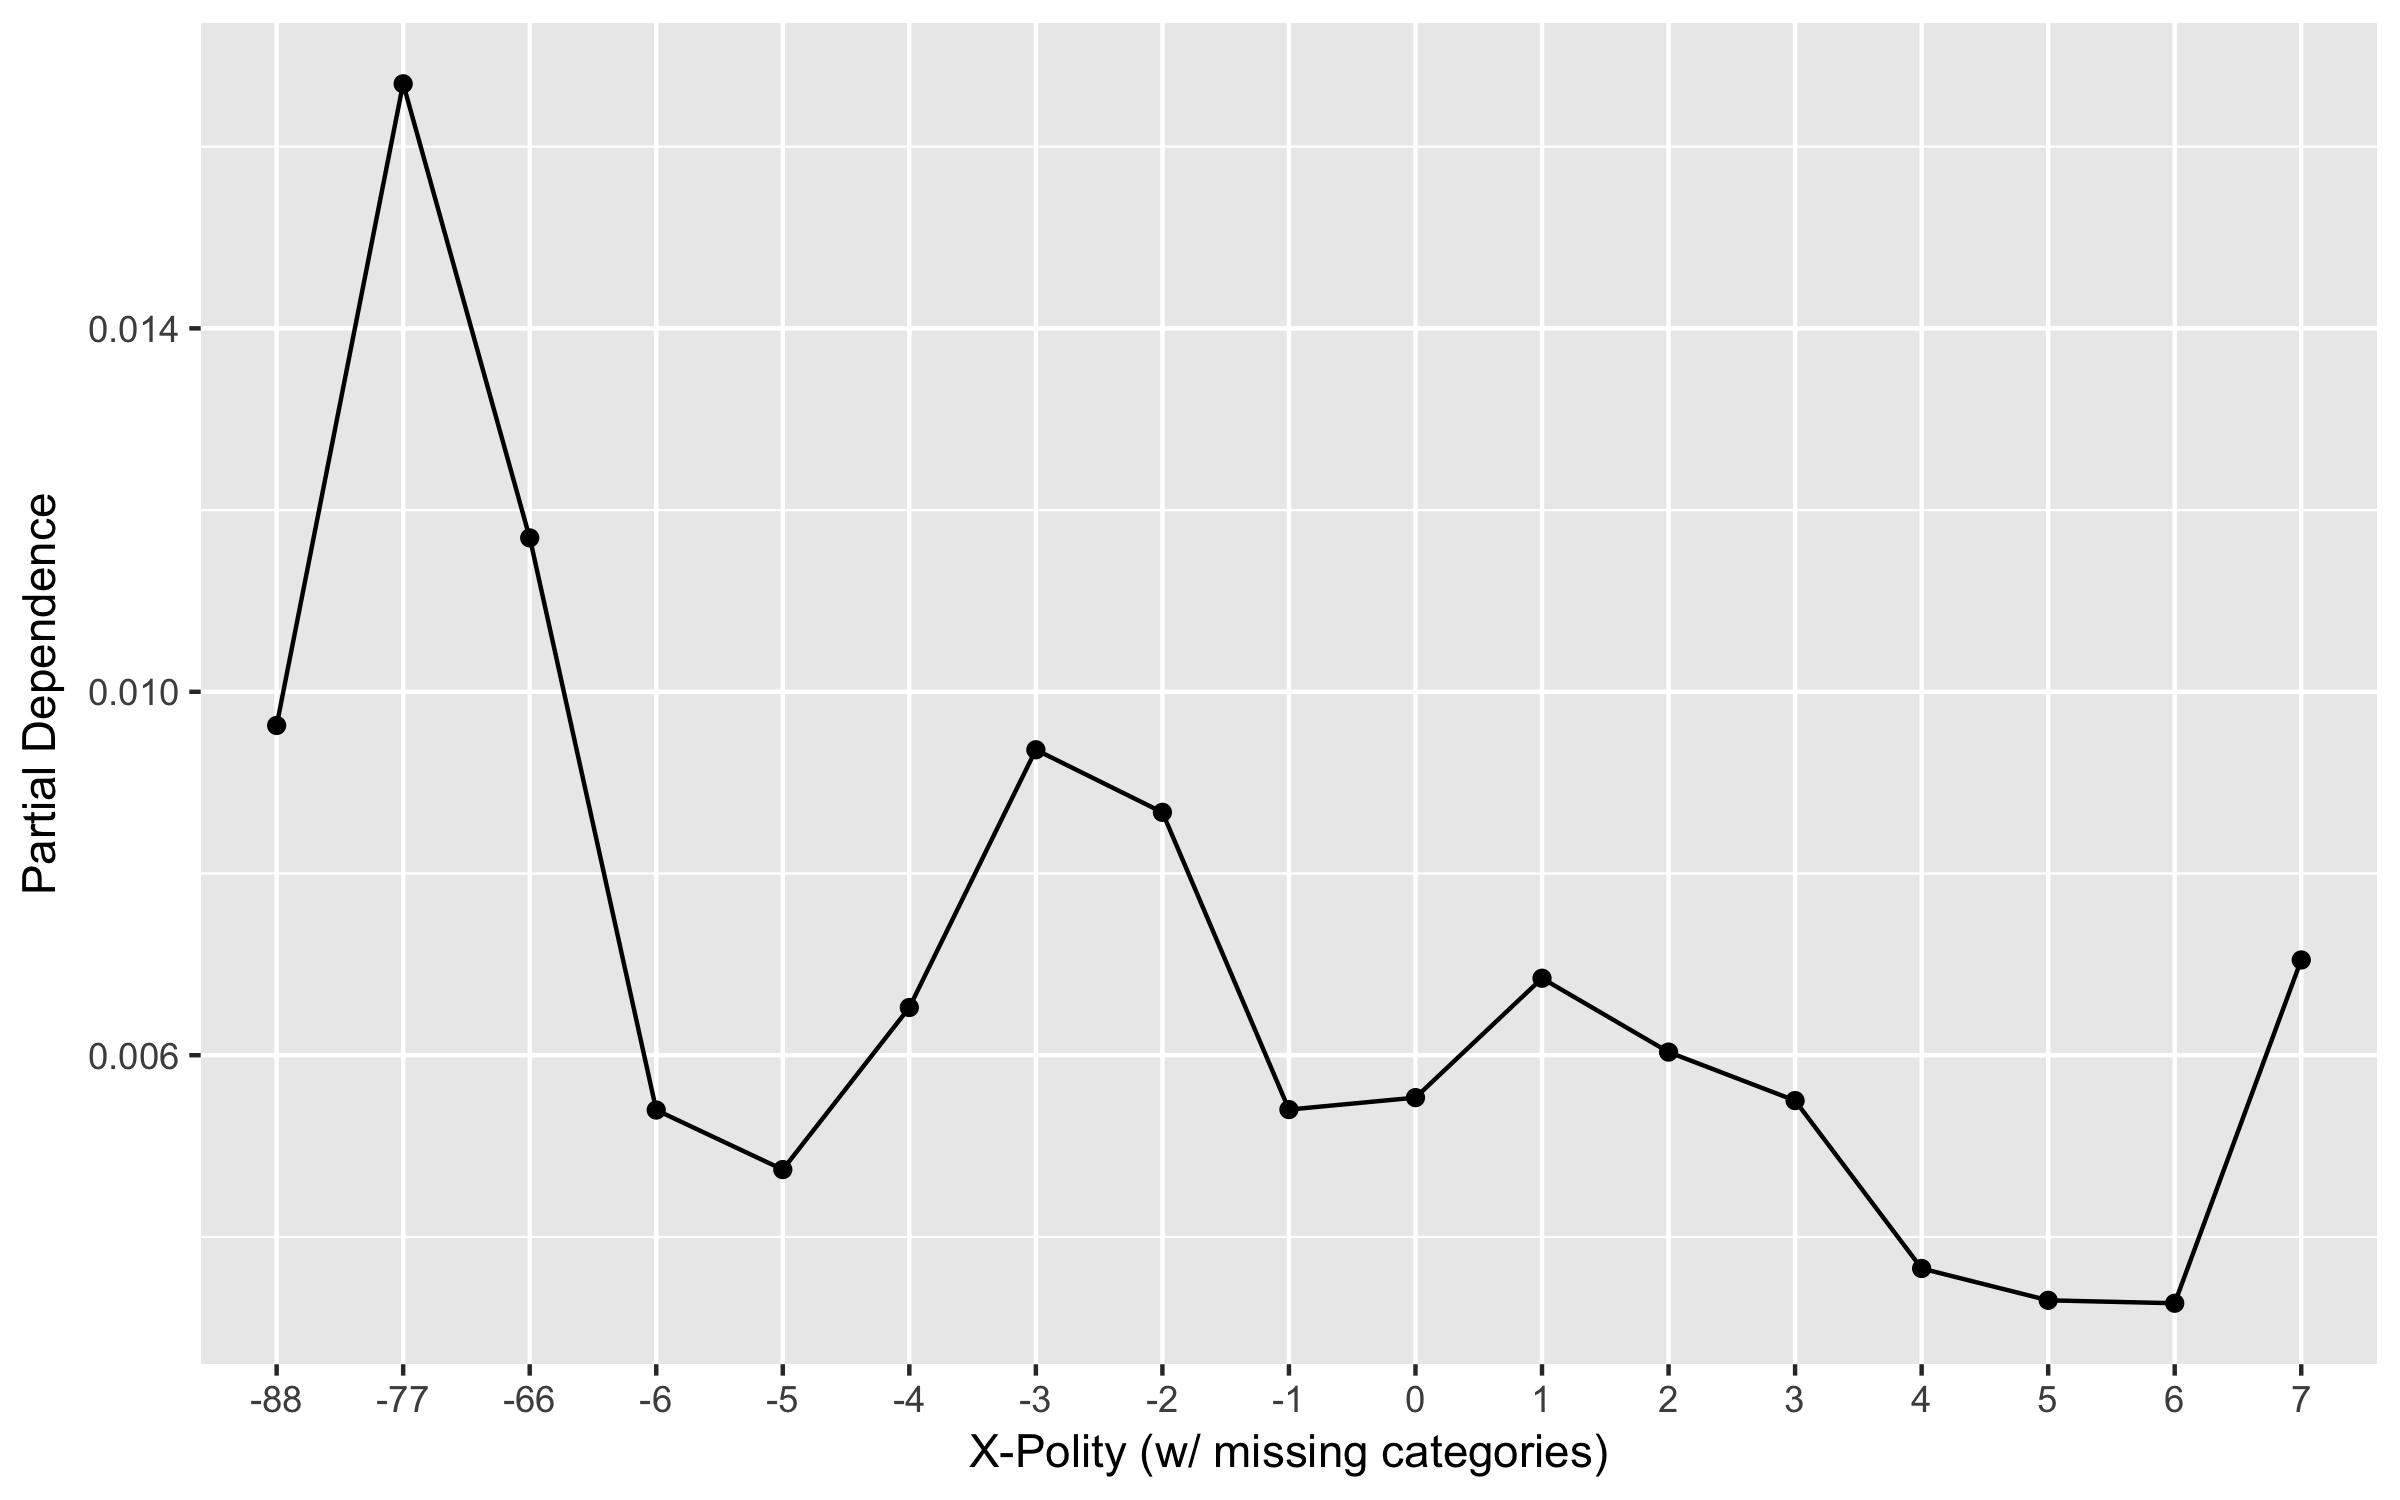 Partial Dependence
0.014
0.010
0.006
-88 -77 -66 -6 -5 -4 -3 -2 -1 0 1 2 3 4 5 6 7
X-Polity (w/ missing categories)